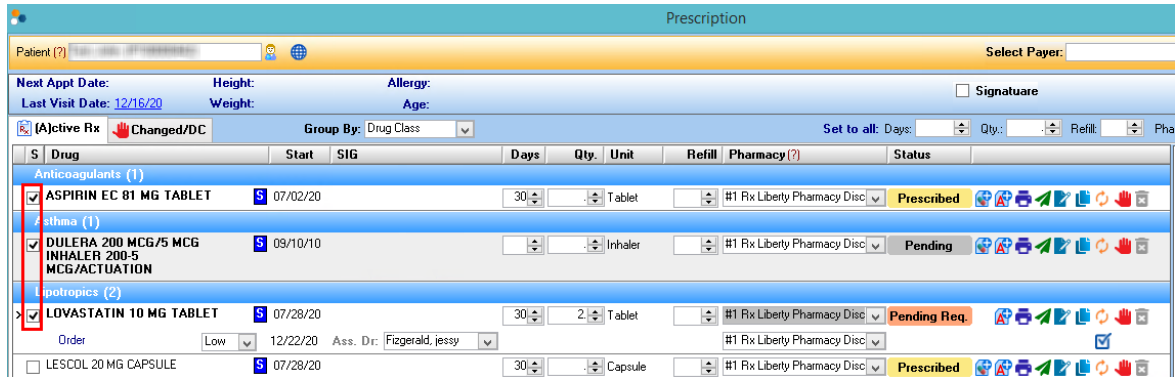 Prescription
Patient (?) Select Payer:
Next Appt Date: Height: Allergy: Signatuare
Last Visit Date: 12/16/20 Weight: Age:
(A)ctive Rx Changed/DC Group By: Drug Class Set to all: Days: Qty.: Refill: Pha
S Drug Start SIG Days Qty. Unit Refill Pharmacy (?) Status
Anticoagulants (1)
ASPIRIN EC 81 MG TABLET S 07/02/20 30 . Tablet #1 Rx Liberty Pharmacy Disc Prescribed
Asthma (1)
DULERA 200 MCG/5 MCG S 09/10/10 . Inhaler #1 Rx Liberty Pharmacy Disc Pending
INHALER 200-5
MCG/ACTUATION
Lipotropics (2)
LOVASTATIN 10 MG TABLET S 07/28/20 30 2. Tablet #1 Rx Liberty Pharmacy Disc Pending Req.
Order Low 12/22/20 Ass. Dr: Fizgerald, jessy #1 Rx Liberty Pharmacy Disc
LESCOL 20 MG CAPSULE S 07/28/20 30 . Capsule #1 Rx Liberty Pharmacy Disc Prescribed